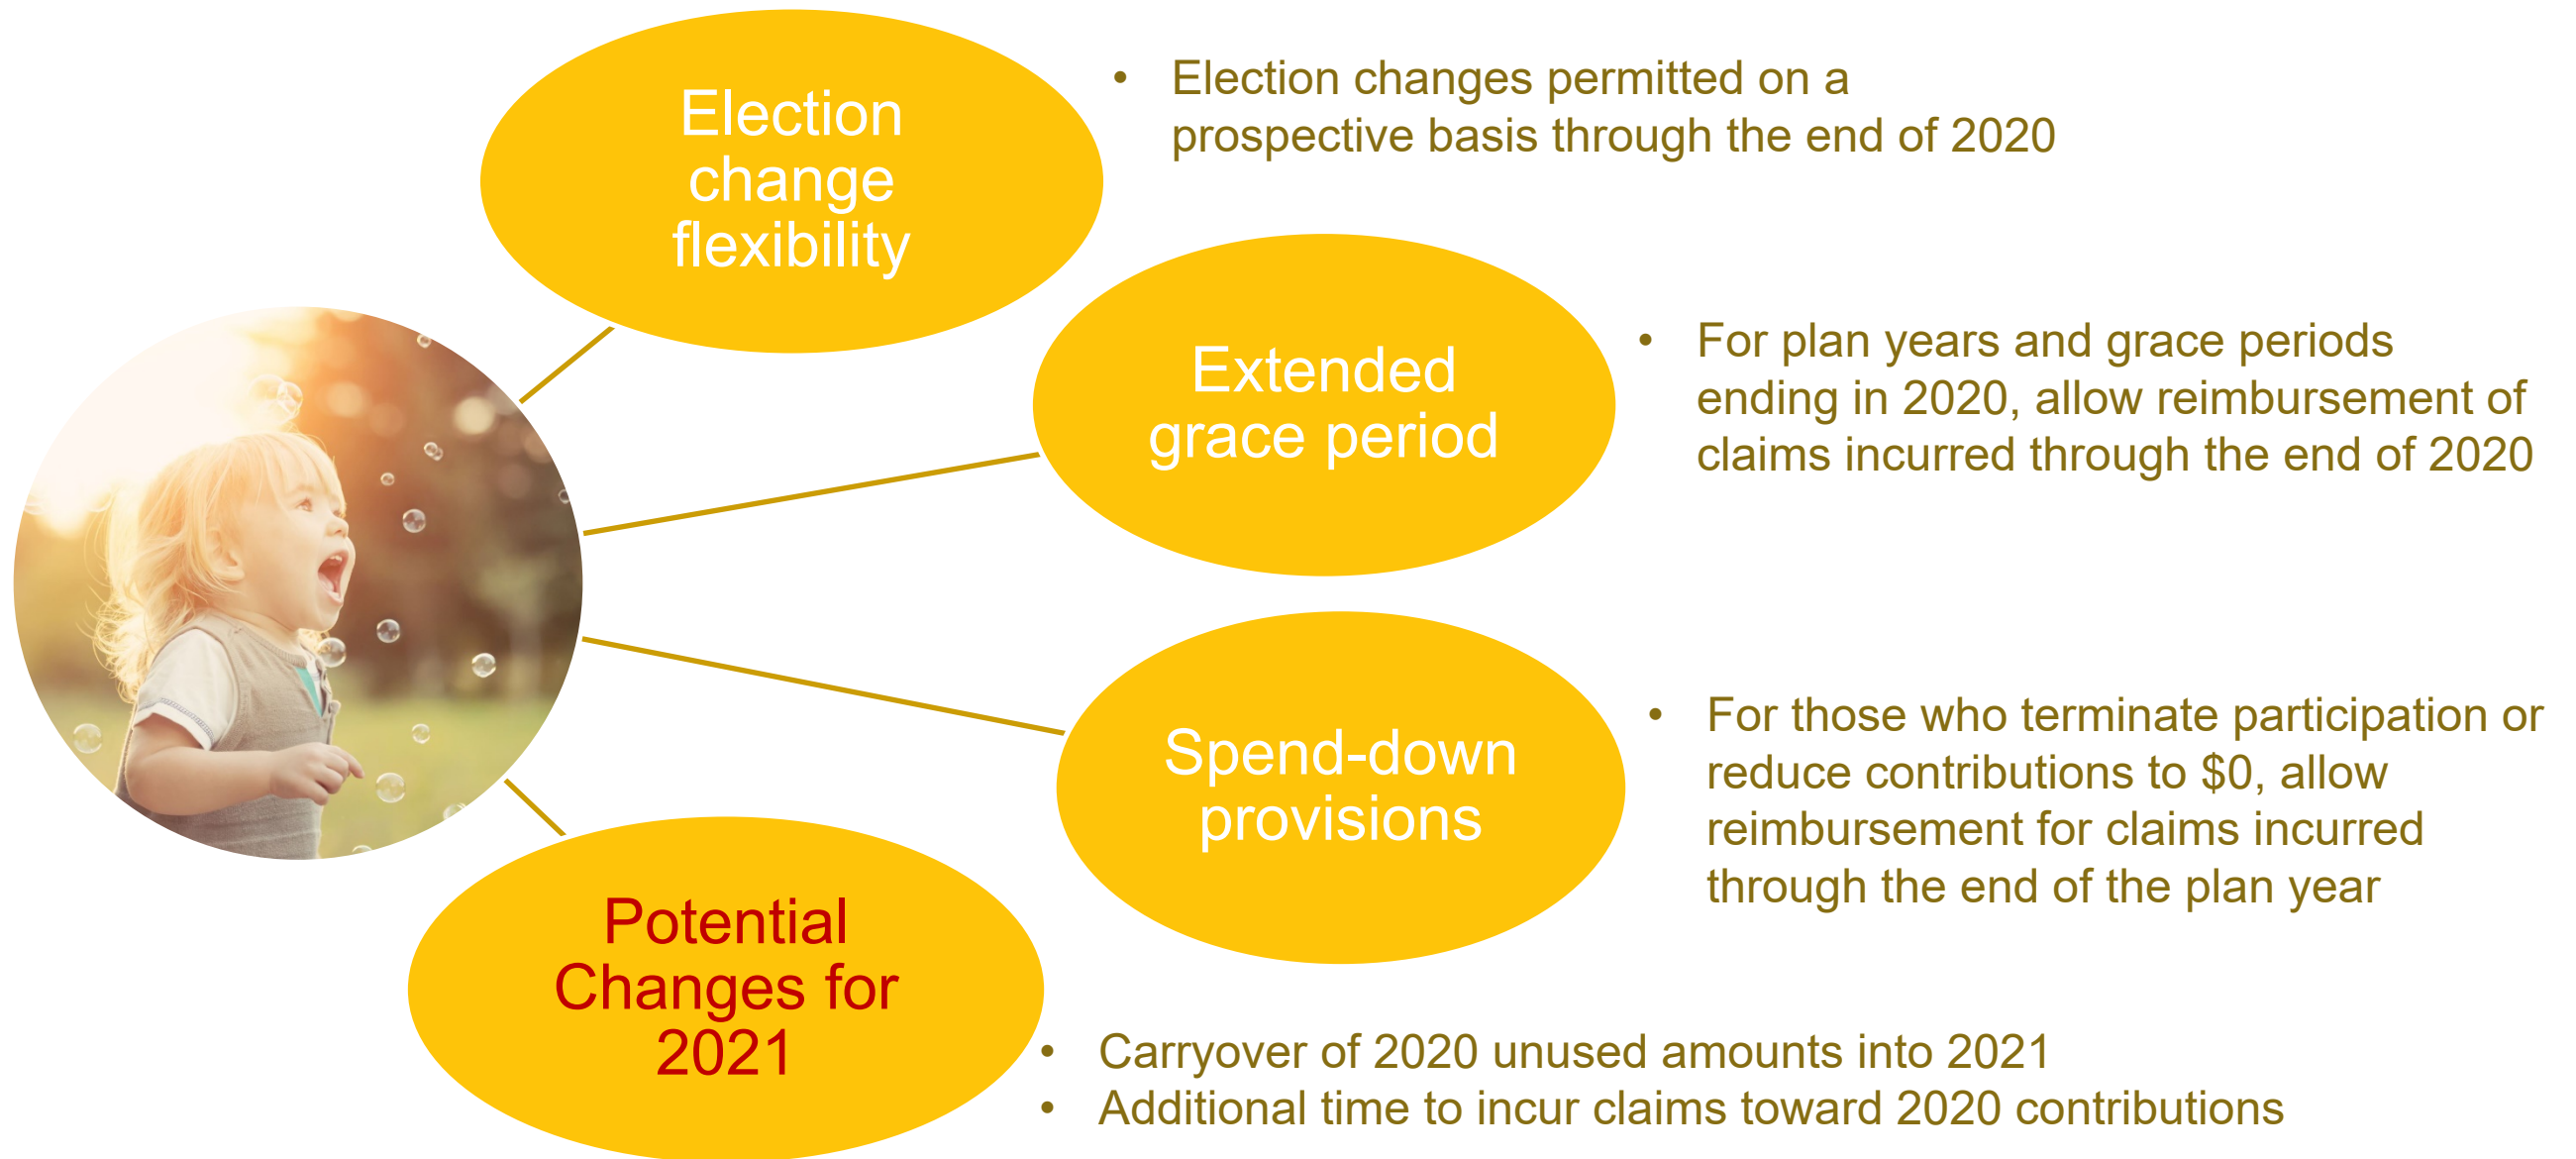 Election
change
flexibility
• Election changes permitted on a
prospective basis through the end of 2020
Extended
grace period
• For plan years and grace periods
ending in 2020, allow reimbursement of
claims incurred through the end of 2020
Spend-down
provisions
• For those who terminate participation or
reduce contributions to $0, allow
reimbursement for claims incurred
through the end of the plan year
Potential
Changes for
2021
• Carryover of 2020 unused amounts into 2021
• Additional time to incur claims toward 2020 contributions